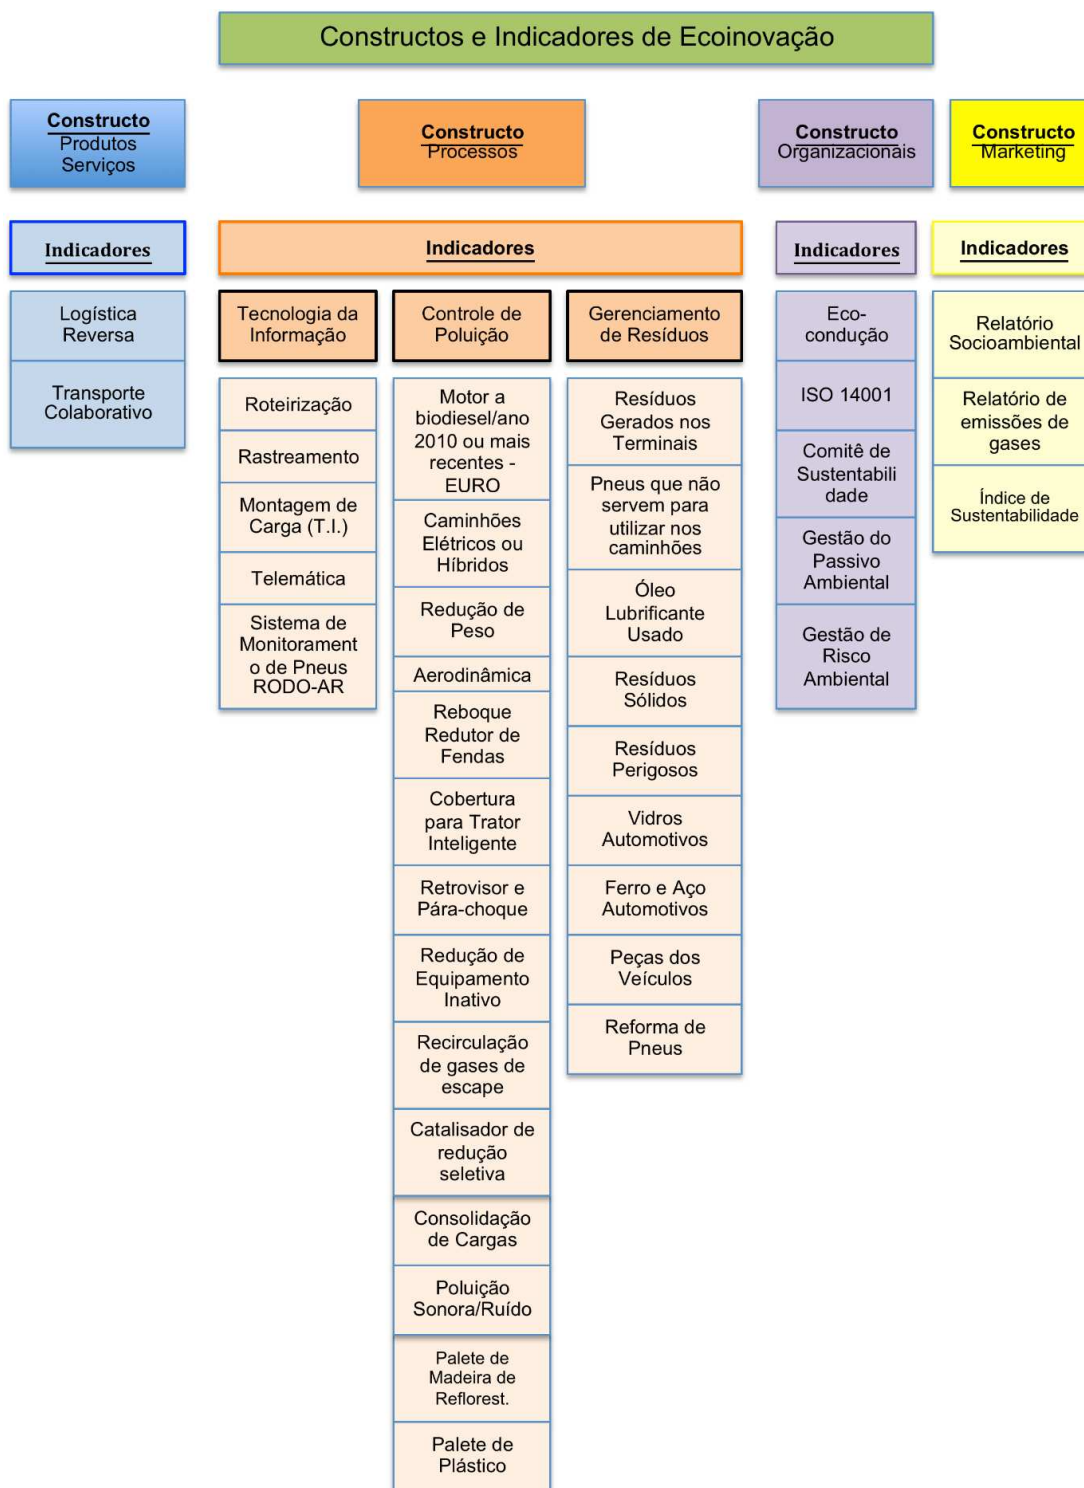 Constructos e Indicadores de Ecoinovação
Constructo
Produtos
Serviços
Constructo
Processos
Constructo
Organizacionais
Constructo
Marketing
Indicadores
Indicadores
Indicadores
Indicadores
Logística
Reversa
Transporte
Colaborativo
Tecnologia da
Informação
Roteirização
Rastreamento
Montagem de
Carga (T.I.)
Telemática
Sistema de
Monitorament
o de Pneus
RODO-AR
Controle de
Poluição
Motor a
biodiesel/ano
2010 ou mais
recentes -
EURO
Caminhões
Elétricos ou
Híbridos
Redução de
Peso
Aerodinâmica
Reboque
Redutor de
Fendas
Cobertura
para Trator
Inteligente
Retrovisor e
Pára-choque
Redução de
Equipamento
Inativo
Recirculação
de gases de
escape
Catalisador de
redução
seletiva
Consolidação
de Cargas
Poluição
Sonora/Ruído
Palete de
Madeira de
Reflorest.
Palete de
Plástico
Gerenciamento
de Resíduos
Resíduos
Gerados nos
Terminais
Pneus que não
servem para
utilizar nos
caminhões
Óleo
Lubrificante
Usado
Resíduos
Sólidos
Resíduos
Perigosos
Vidros
Automotivos
Ferro e Aço
Automotivos
Peças dos
Veículos
Reforma de
Pneus
Eco-
condução
ISO 14001
Comitê de
Sustentabili
dade
Gestão do
Passivo
Ambiental
Gestão de
Risco
Ambiental
Relatório
Socioambiental
Relatório de
emissões de
gases
Índice de
Sustentabilidade